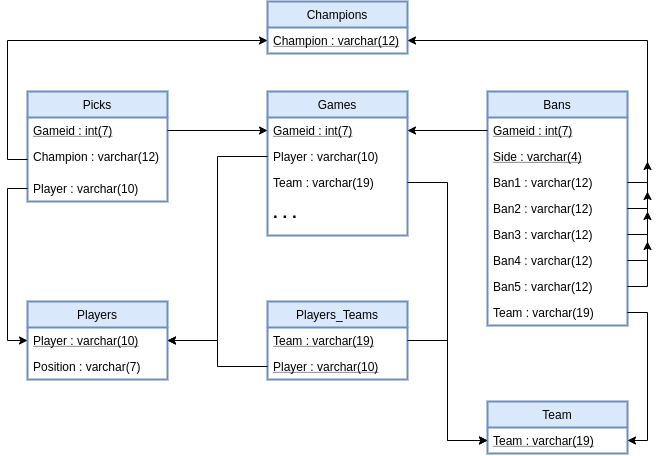 Champions
Champion : varchar(12)
Picks
Gameid : int(7)
Champion : varchar(12)
Player : varchar(10)
Games
Gameid : int(7)
Player : varchar(10)
Team : varchar(19)
. . .
Bans
Gameid : int(7)
Side : varchar(4)
Ban1 : varchar(12)
Ban2 : varchar(12)
Ban3 : varchar(12)
Ban4 : varchar(12)
Ban5 : varchar(12)
Team : varchar(19)
Players
Player : varchar(10)
Position : varchar(7)
Players_Teams
Team : varchar(19)
Player : varchar(10)
Team
Team : varchar(19)